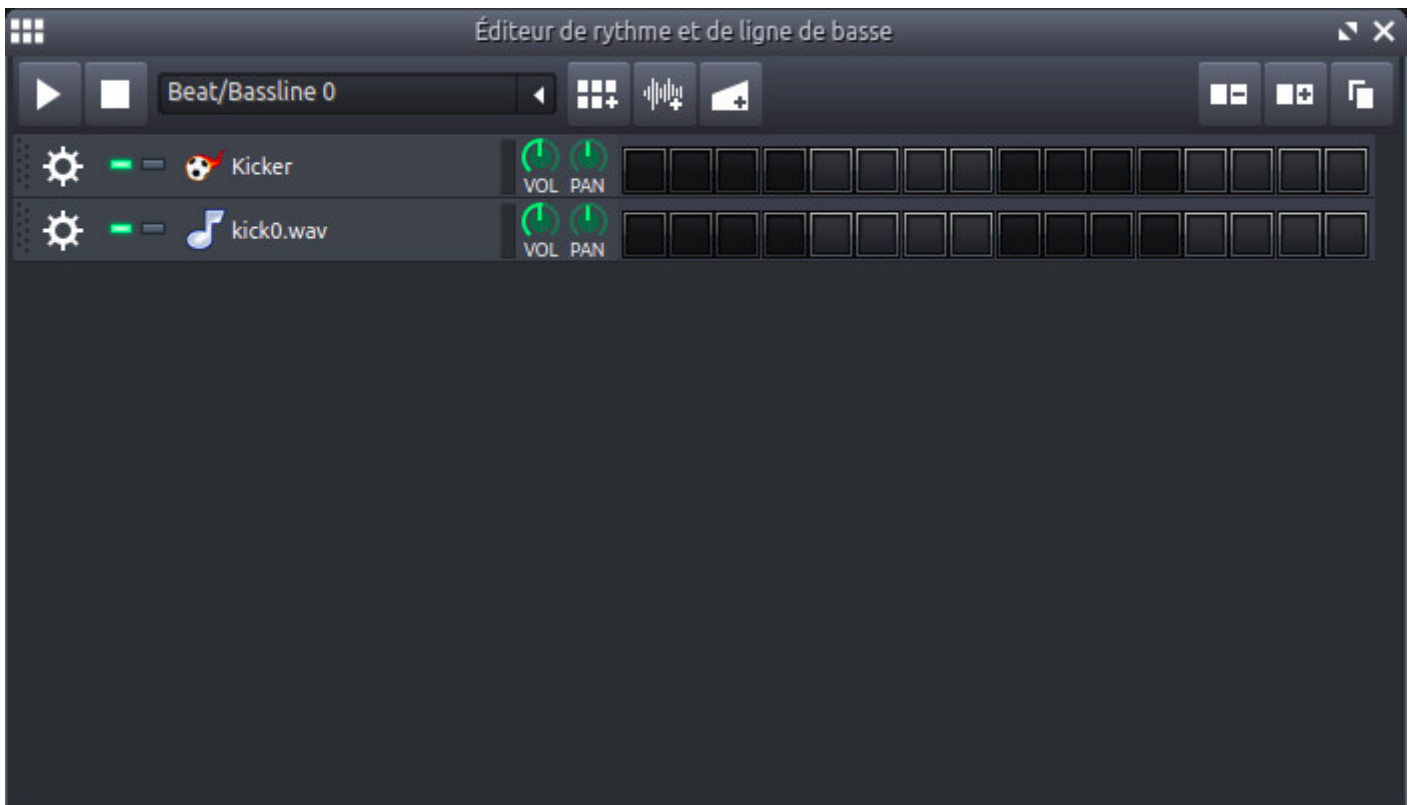 Éditeur de rythme et de ligne de basse
Beat/Bassline 0
Kicker
VOL PAN
kick0.wav
VOL PAN